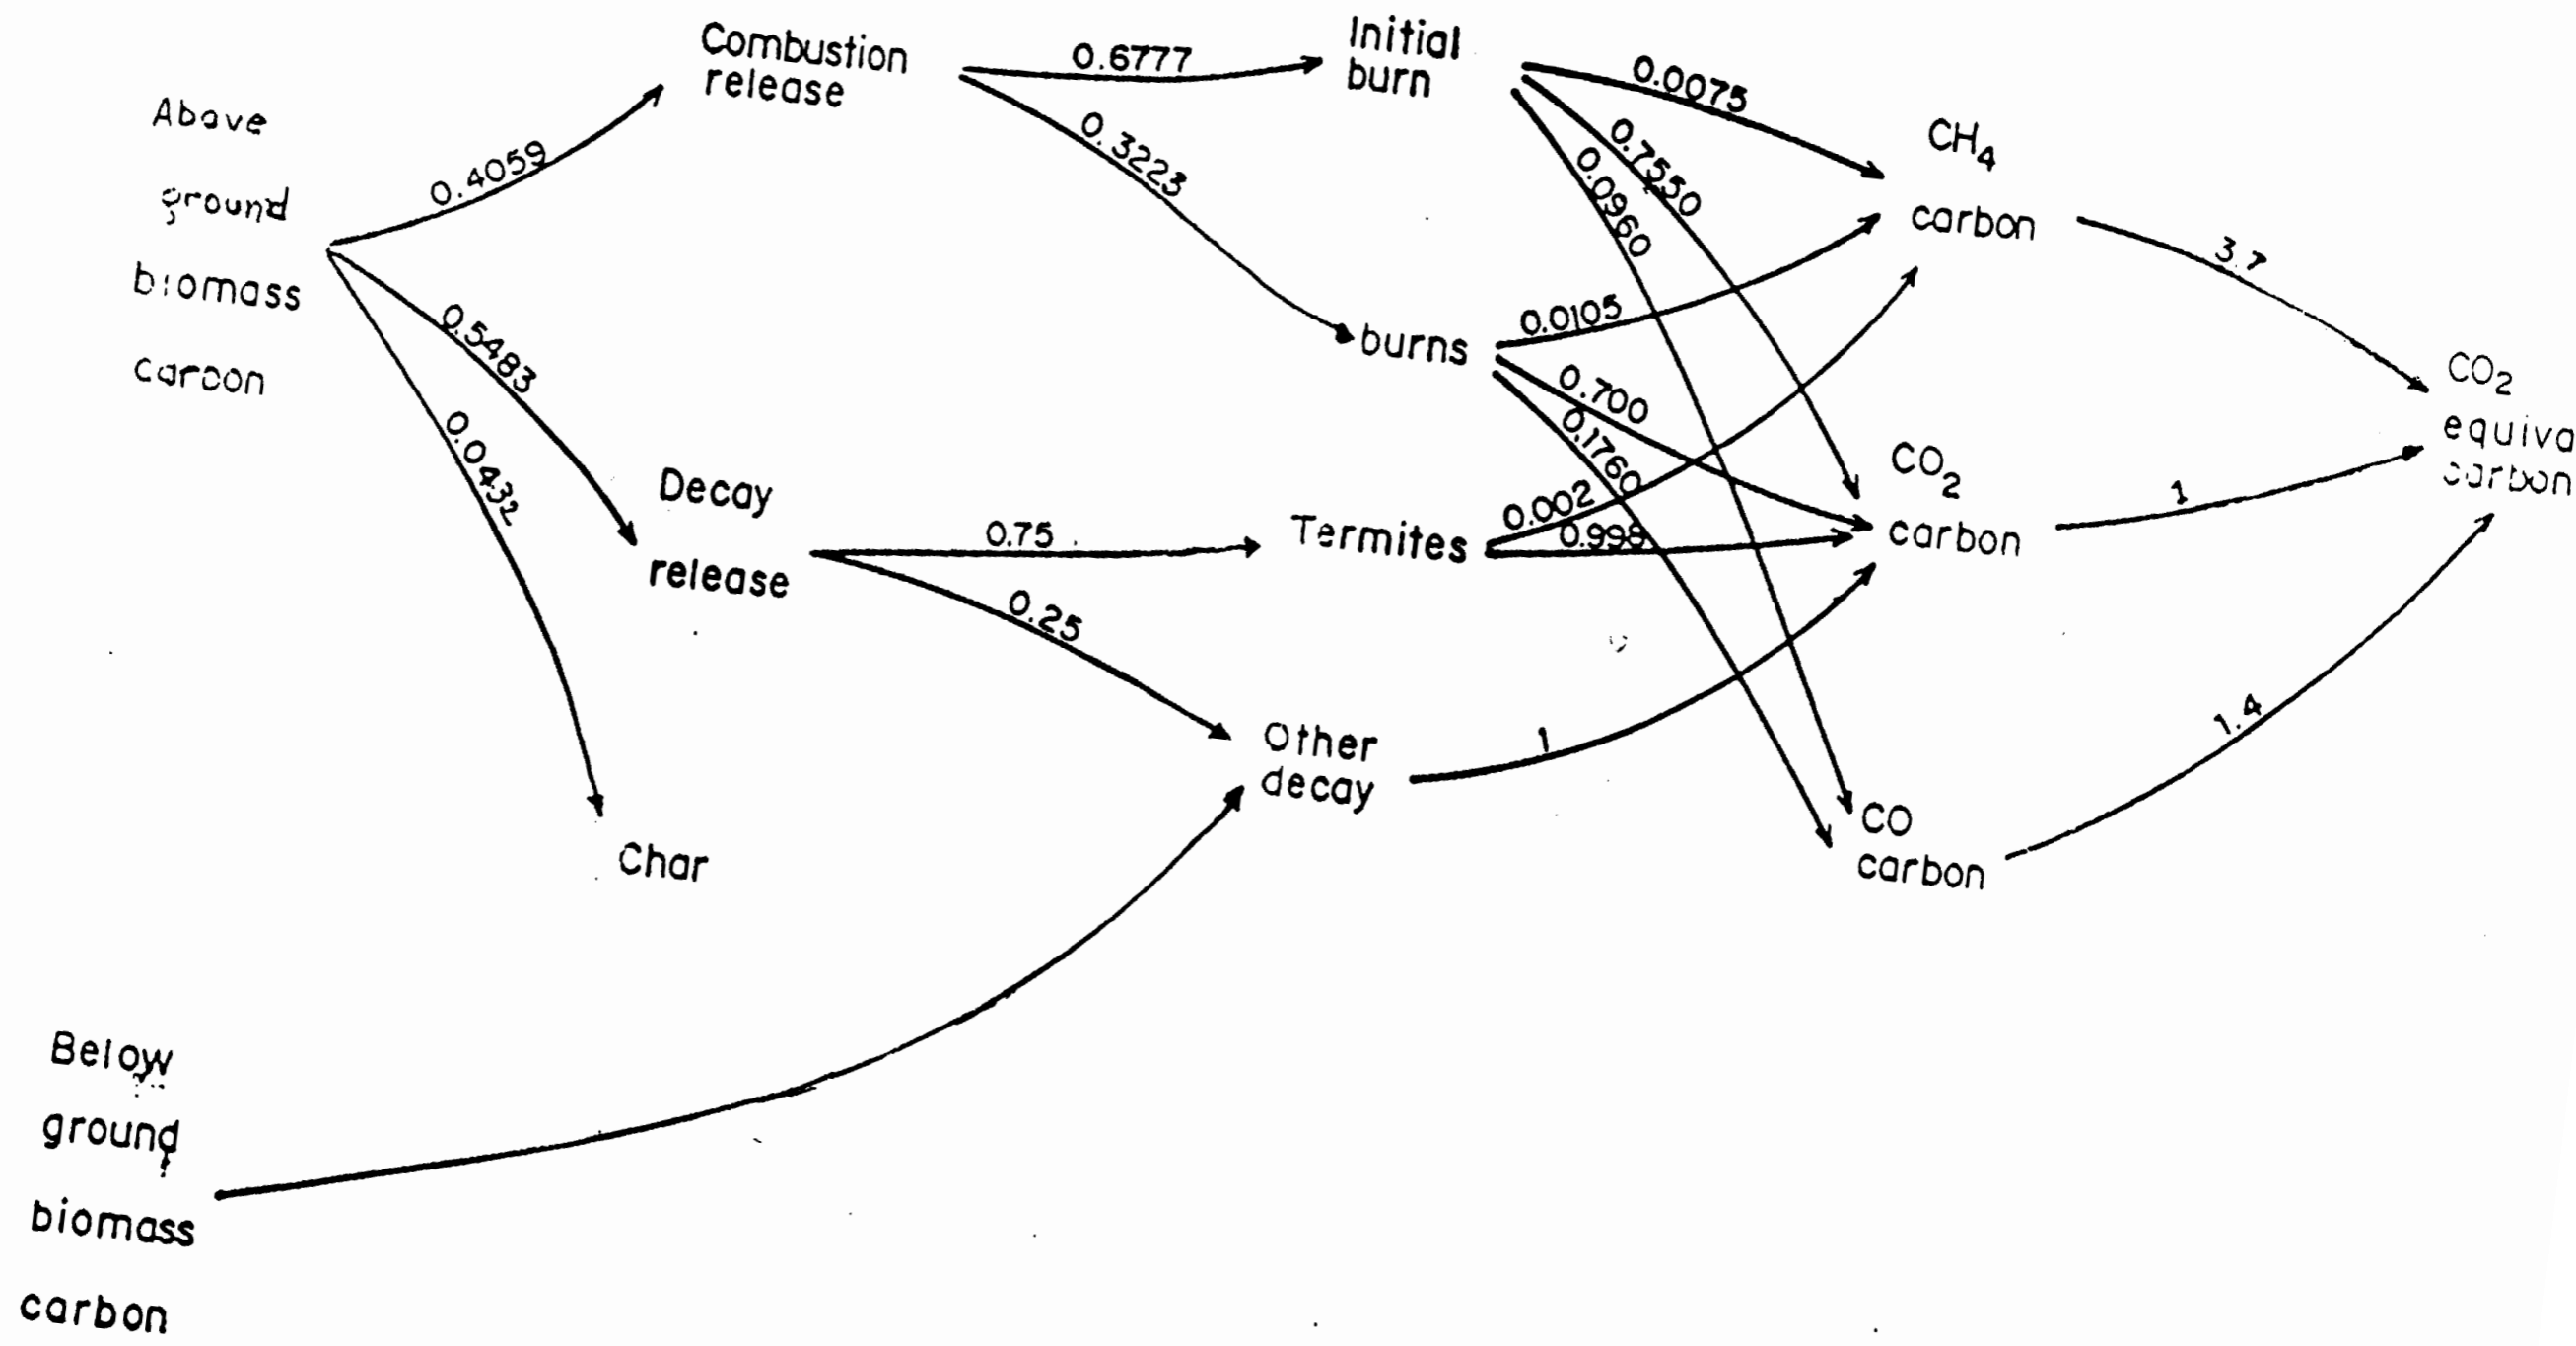 Above
ground
biomass
carbon
0.4059
0.5483
0.0432
Combustion
release
0.6777
0.3223
Decay
release
0.75
0.25
Char
Initial
burn
0.0075
0.7550
0.0960
burns
0.0105
0.700
0.1760
Termites
0.002
0.998
Other
decay
1
CH4
carbon
3.7
CO2
carbon
1
CO
carbon
1.4
CO2
equiva
carbon
Below
ground
biomass
carbon